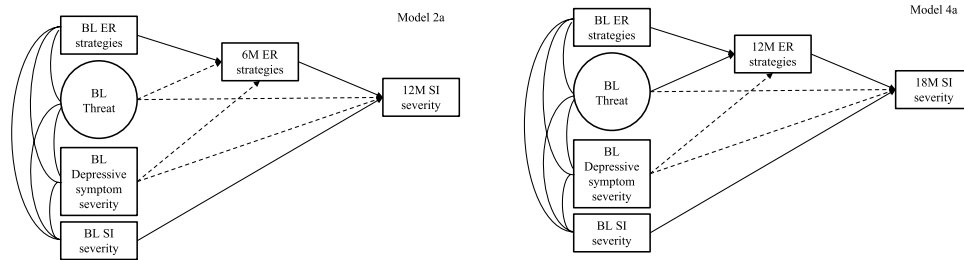 Model 2a
BL ER
strategies
6M ER
strategies
BL
Threat
12M SI
severity
BL
Depressive
symptom
severity
BL SI
severity
Model 4a
BL ER
strategies
12M ER
strategies
BL
Threat
18M SI
severity
BL
Depressive
symptom
severity
BL SI
severity